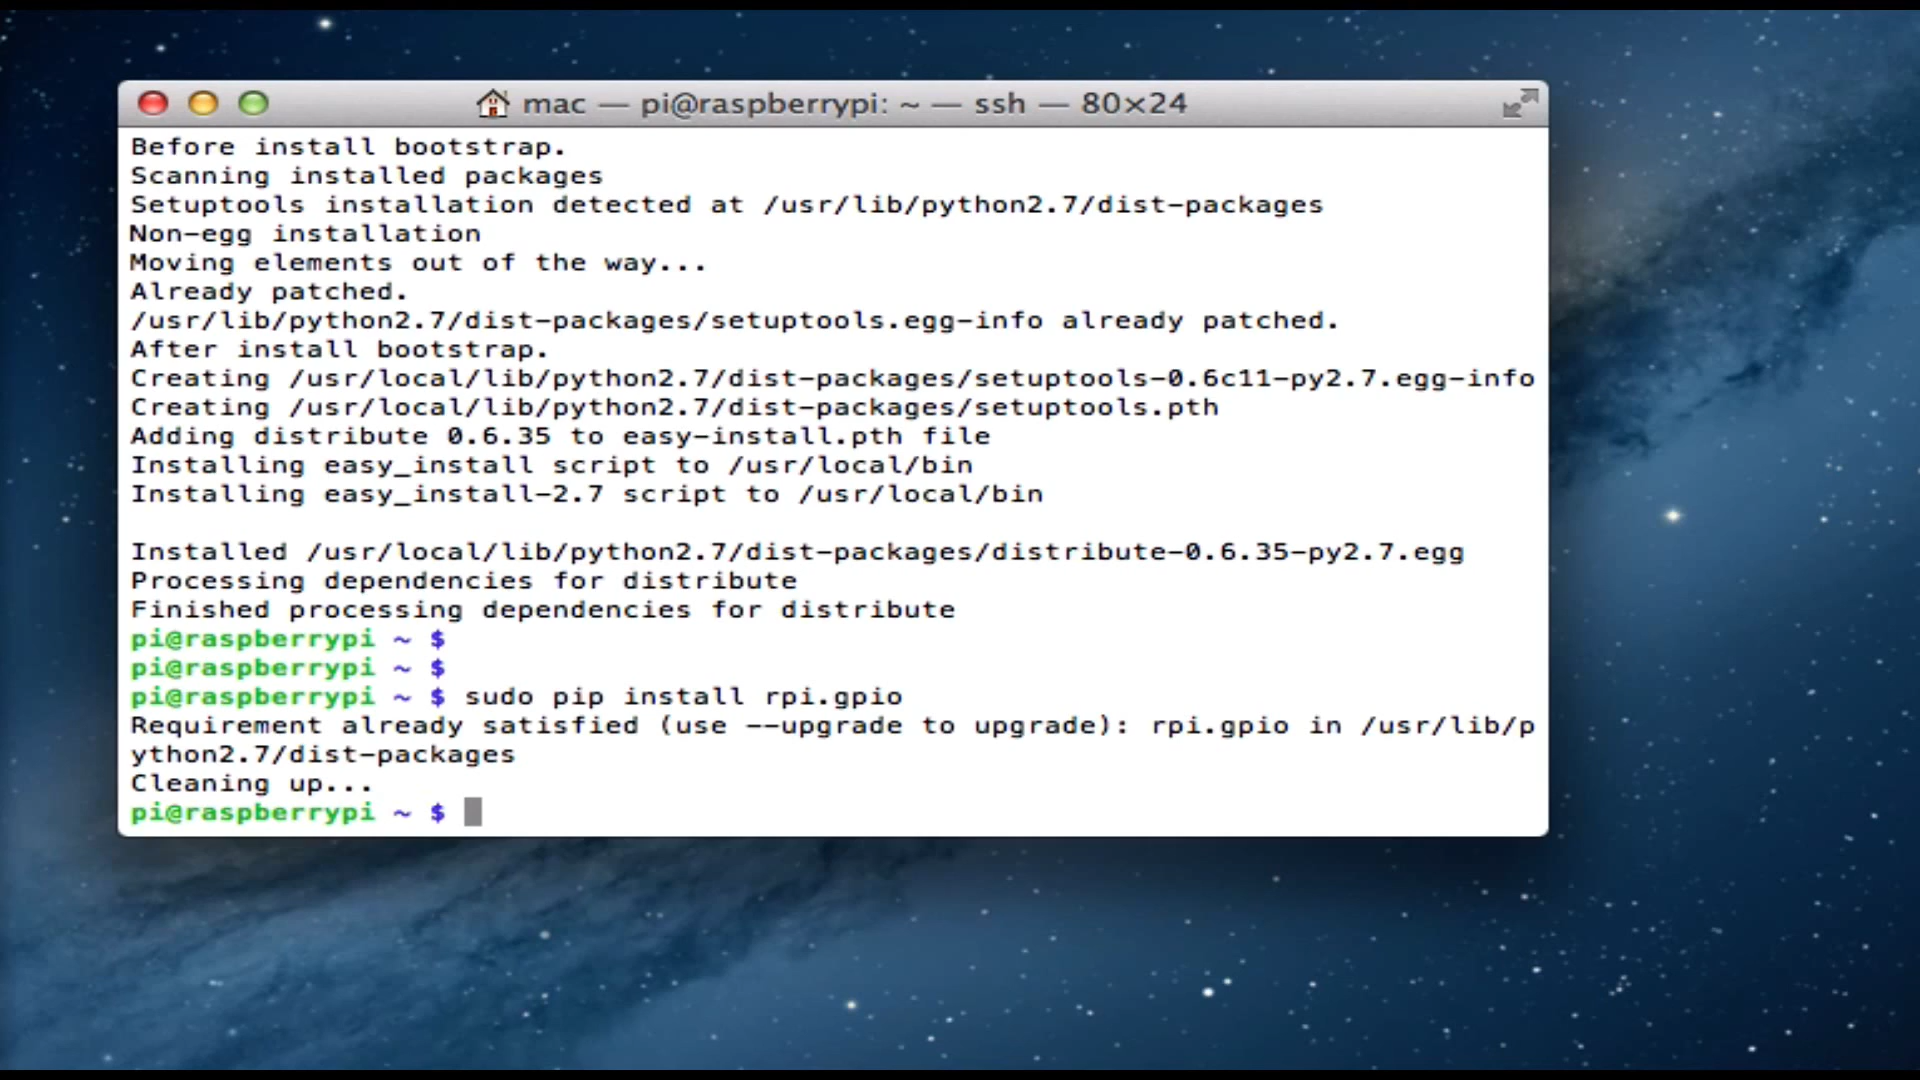 mac — pi@raspberrypi: ~ — ssh — 80×24
Before install bootstrap.
Scanning installed packages
Setuptools installation detected at /usr/lib/python2.7/dist-packages
Non-egg installation
Moving elements out of the way...
Already patched.
/usr/lib/python2.7/dist-packages/setuptools.egg-info already patched.
After install bootstrap.
Creating /usr/local/lib/python2.7/dist-packages/setuptools-0.6c11-py2.7.egg-info
Creating /usr/local/lib/python2.7/dist-packages/setuptools.pth
Adding distribute 0.6.35 to easy-install.pth file
Installing easy_install script to /usr/local/bin
Installing easy_install-2.7 script to /usr/local/bin
Installed /usr/local/lib/python2.7/dist-packages/distribute-0.6.35-py2.7.egg
Processing dependencies for distribute
Finished processing dependencies for distribute
pi@raspberrypi ~ $
pi@raspberrypi ~ $
pi@raspberrypi ~ $ sudo pip install rpi.gpio
Requirement already satisfied (use --upgrade to upgrade): rpi.gpio in /usr/lib/p
ython2.7/dist-packages
Cleaning up...
pi@raspberrypi ~ $